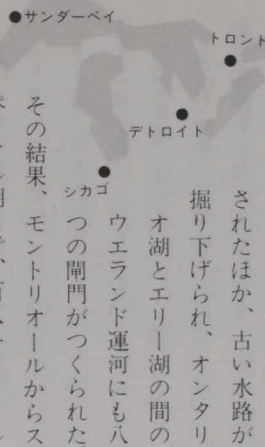 サンダーベイ
トロント
デトロイト
シカゴ
されたほか、古い水路が
掘り下げられ、オンタリ
オ湖とエリー湖の間の
ウエランド運河にも八
つの閘門がつくられた
その結果、モントリオールからス